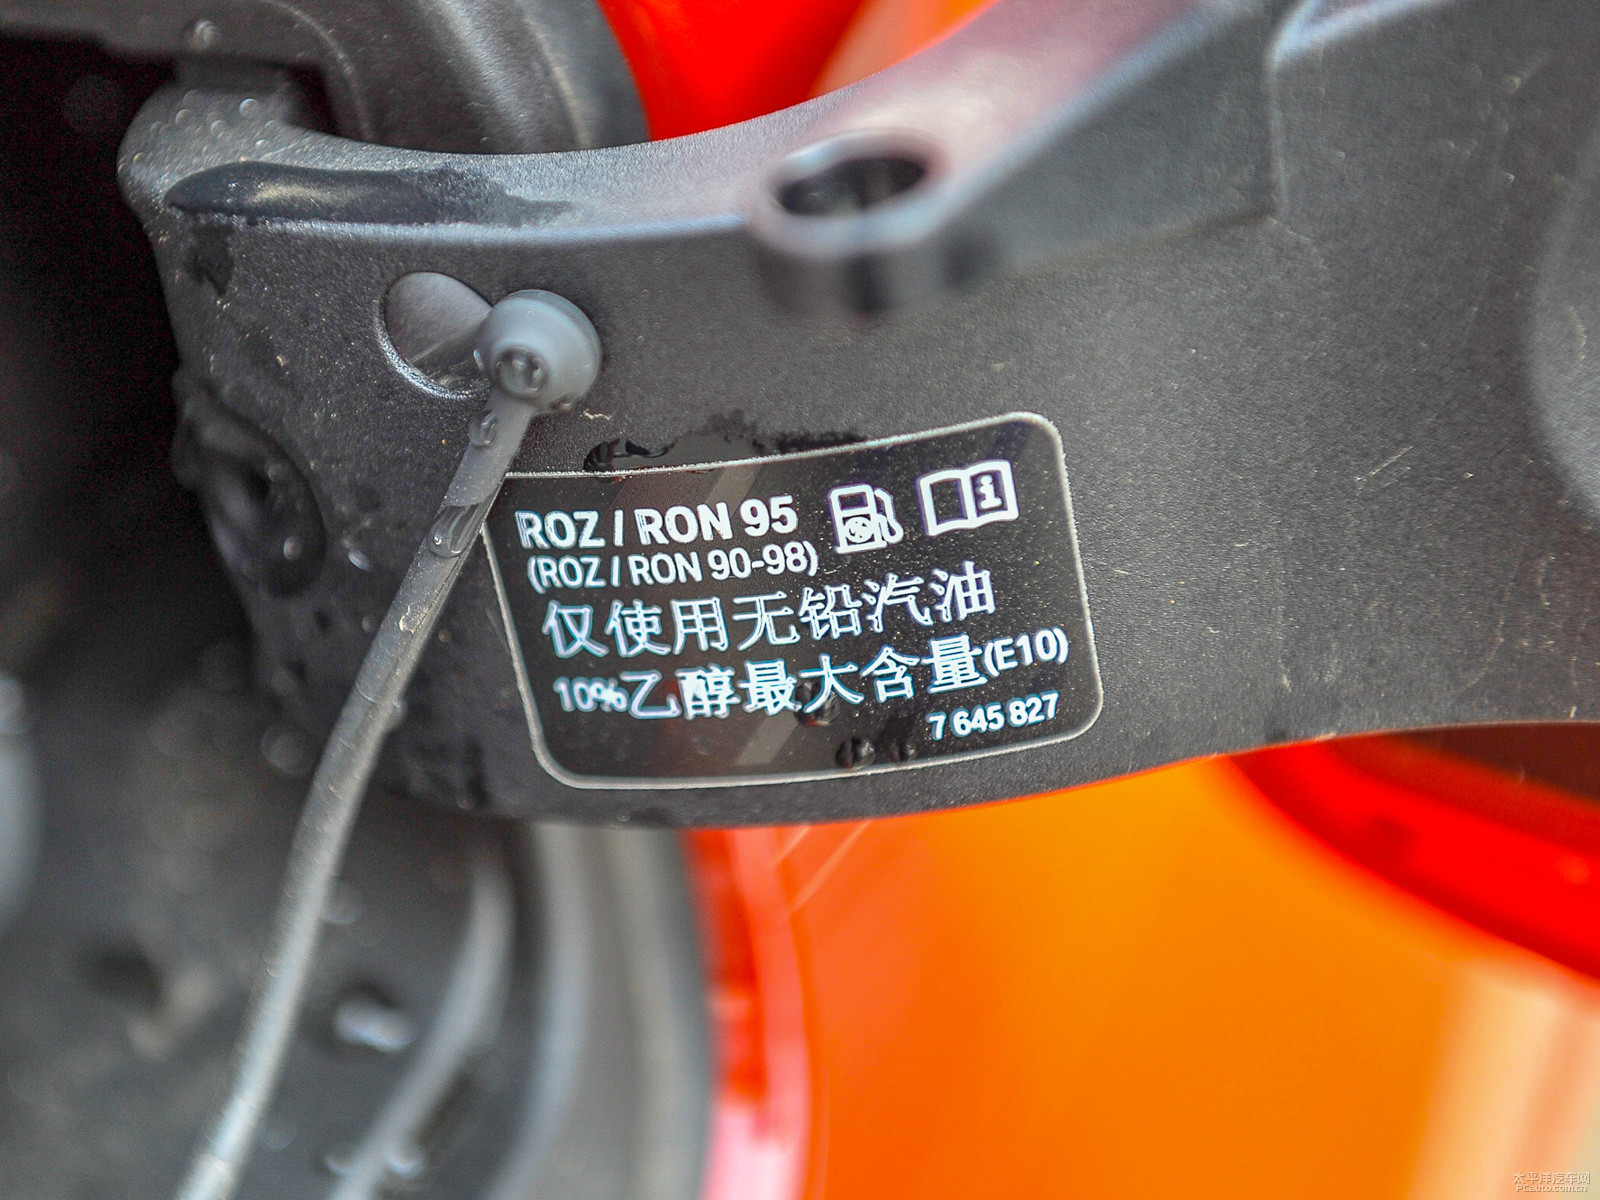 ROZ / RON 95
(ROZ / RON 90-98)
仅使用无铅汽油
10%乙醇最大含量(E10)
7 645 827
太平洋汽车网
PCauto.com.cn